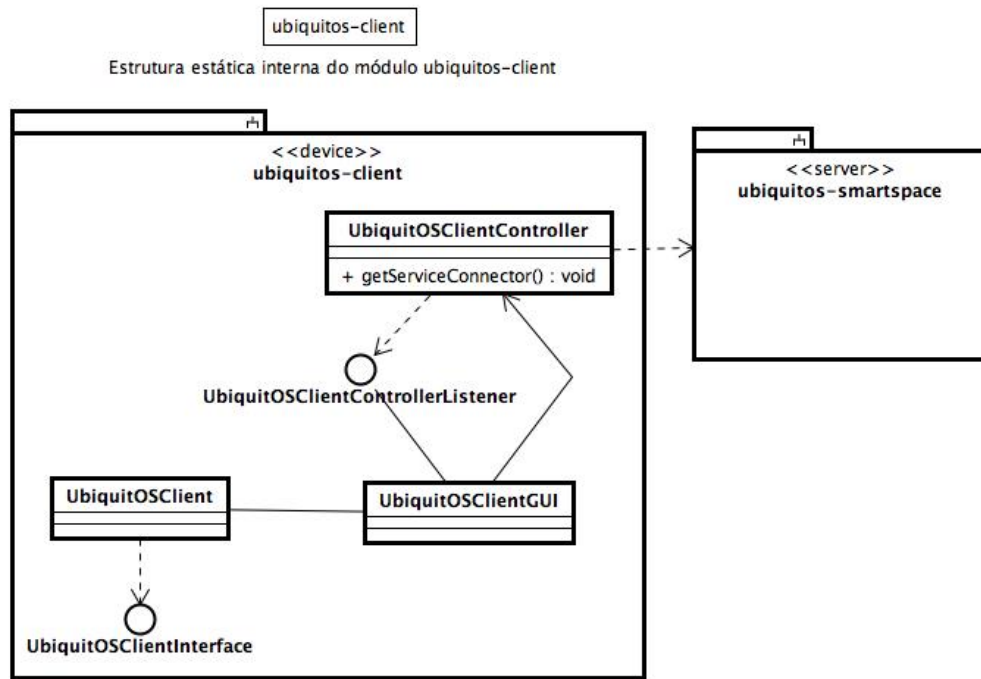 ubiquitos-client
Estrutura estática interna do módulo ubiquitos-client
<<device>>
ubiquitos-client
<<server>>
ubiquitos-smartspace
UbiquitOSClientController
+ getServiceConnector() : void
UbiquitOSClientControllerListener
UbiquitOSClient
UbiquitOSClientGUI
UbiquitOSClientInterface